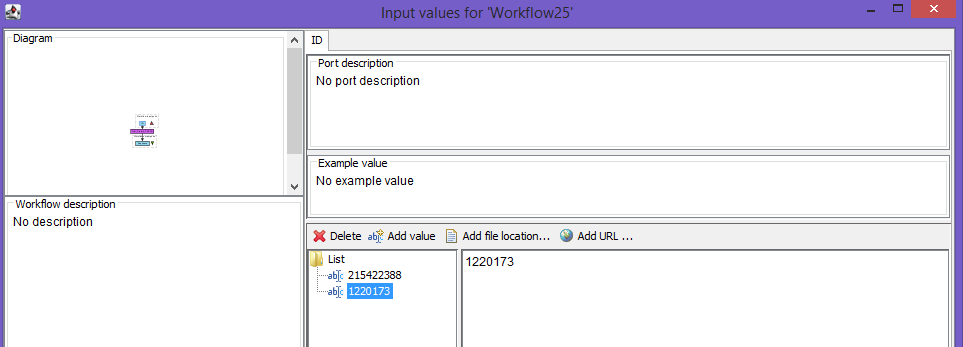 Input values for 'Workflow25'
Diagram
Workflow description
No description
ID
Port description
No port description
Example value
No example value
Delete Add value Add file location... Add URL ...
List
215422388
1220173
1220173